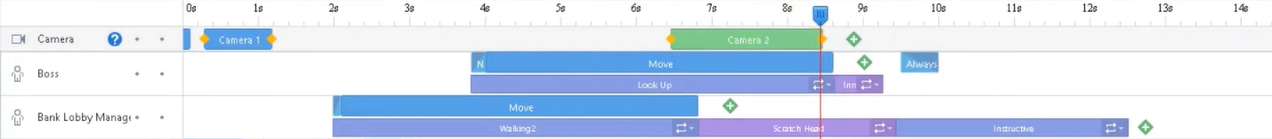 0s 1s 2s 3s 4s 5s 6s 7s 8s 9s 10s 11s 12s 13s 14s
Camera ? Camera 1 Camera 2
N Move Always
Boss
Look Up Inn
Move
Bank Lobby Manage
Walking2 Scratch Head Instructive